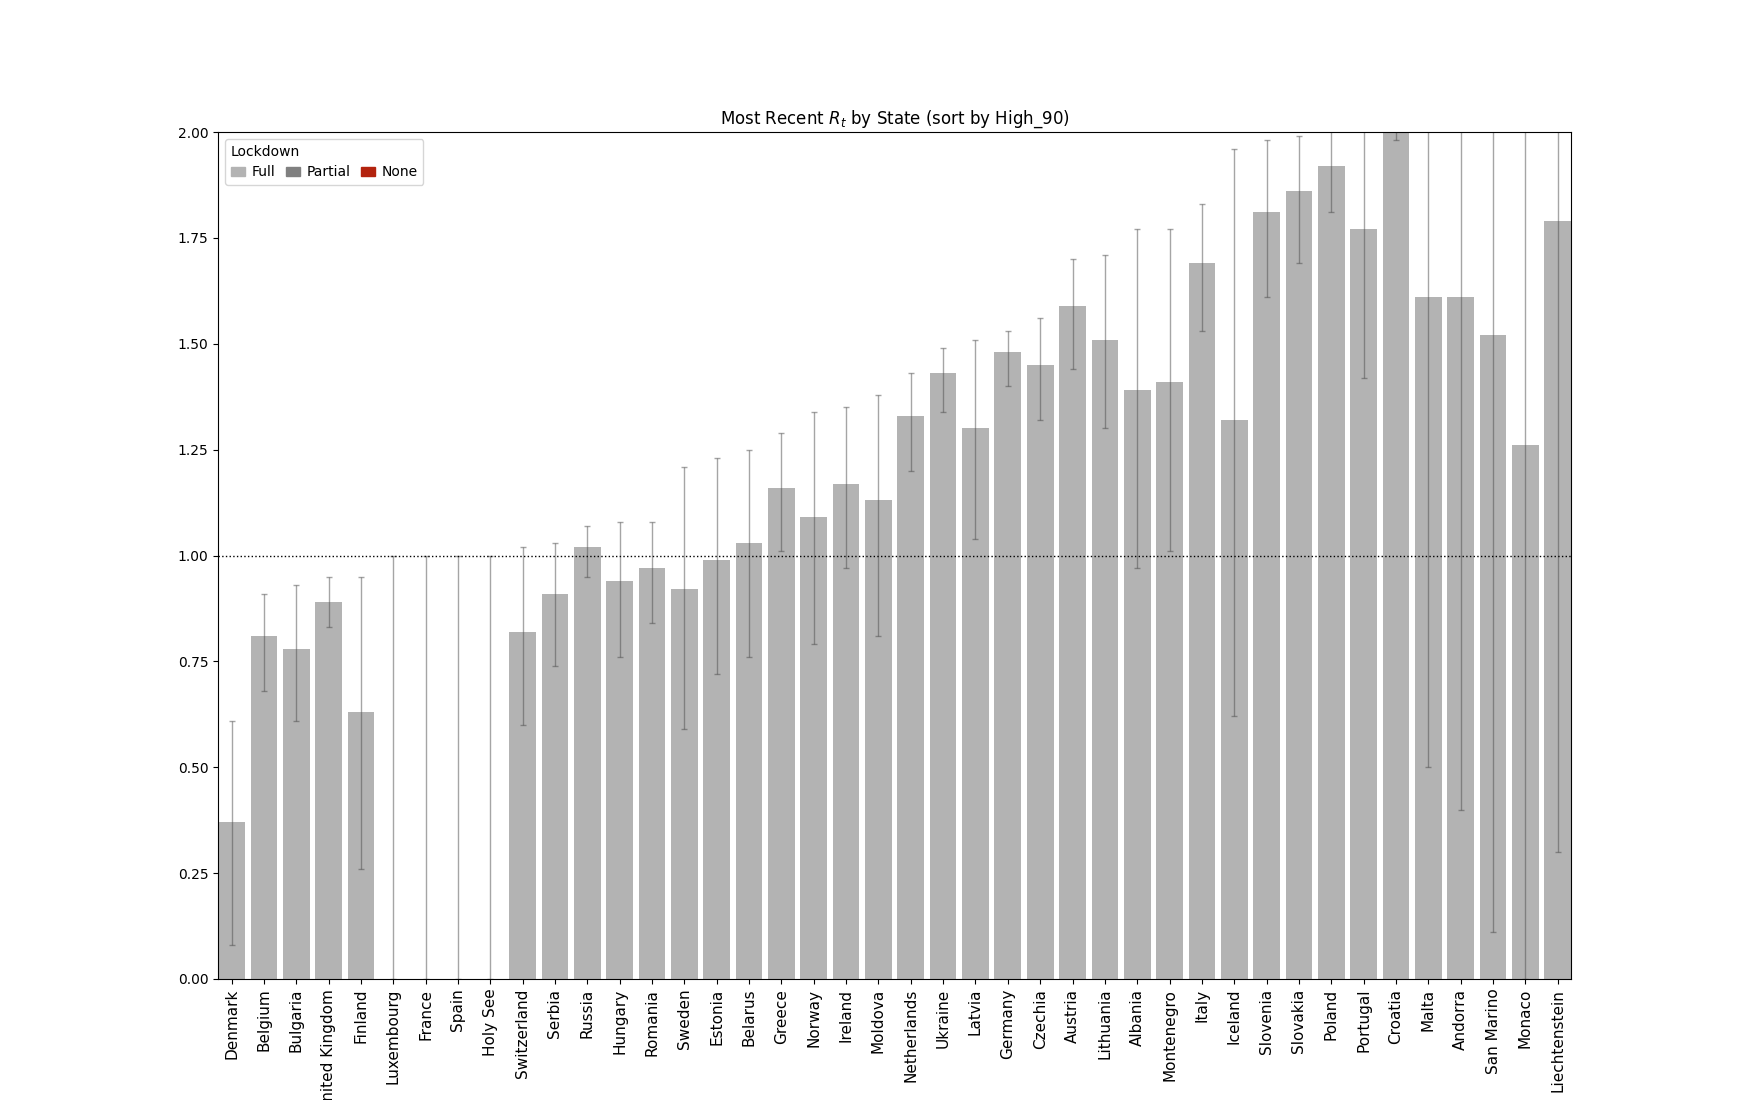 Most Recent R_t by State (sort by High_90)
Lockdown
Full Partial None
2.00
1.75
1.50
1.25
1.00
0.75
0.50
0.25
0.00
Denmark
Belgium
Bulgaria
nited Kingdom
Finland
Luxembourg
France
Spain
Holy See
Switzerland
Serbia
Russia
Hungary
Romania
Sweden
Estonia
Belarus
Greece
Norway
Ireland
Moldova
Netherlands
Ukraine
Latvia
Germany
Czechia
Austria
Lithuania
Albania
Montenegro
Italy
Iceland
Slovenia
Slovakia
Poland
Portugal
Croatia
Malta
Andorra
San Marino
Monaco
Liechtenstein